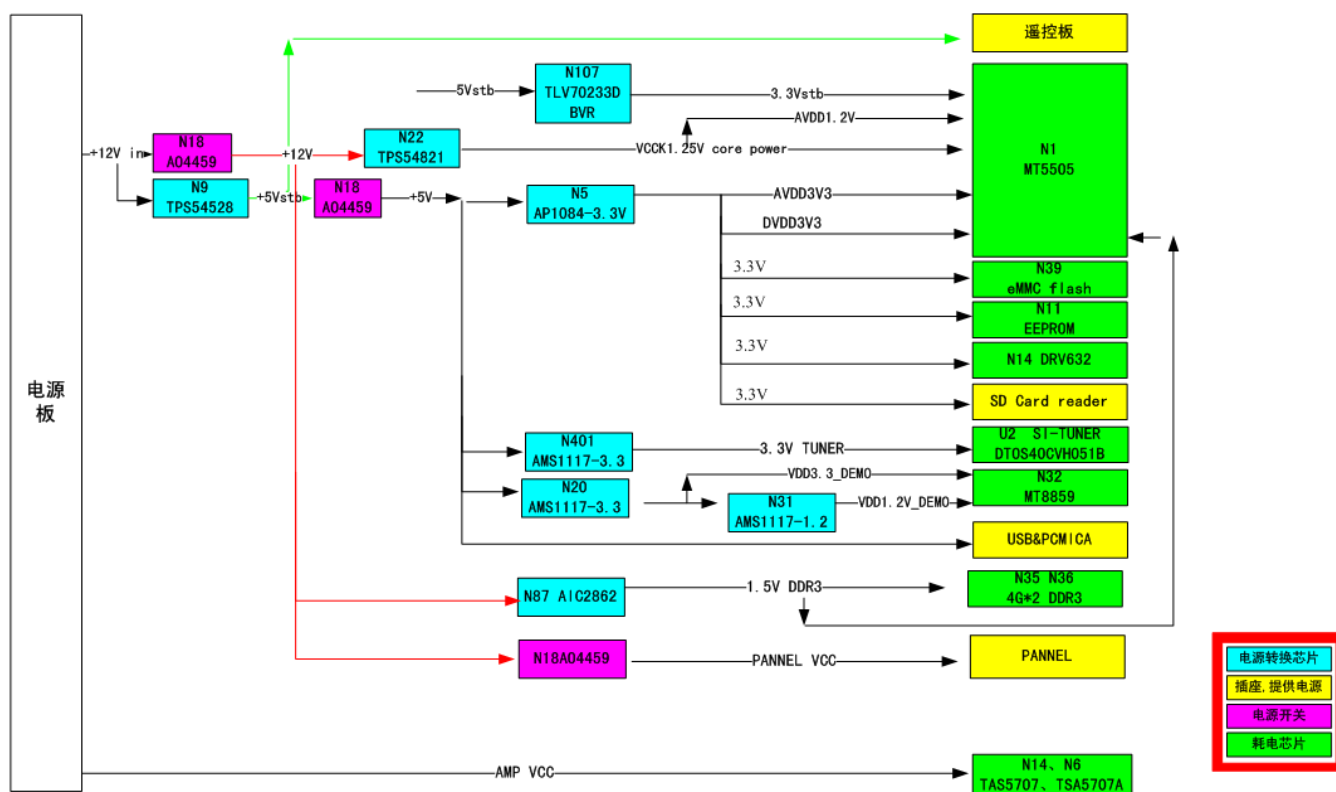 遥控板
N107
TLV70233D
BVR
5Vstb
3.3Vstb
AVDD1.2V
N1
MT5505
N18
AO4459
+12V in
+12V
N22
TPS54821
VCCK1.25V core power
N9
TPS54528
+5Vstb
N18
AO4459
+5V
N5
AP1084-3.3V
AVDD3V3
DVDD3V3
3.3V
N39
eMMC flash
3.3V
N11
EEPROM
3.3V
N14 DRV632
3.3V
SD Card reader
电源
板
N401
AMS1117-3.3
3.3V TUNER
U2 SI-TUNER
DTOS40CVH051B
N20
AMS1117-3.3
VDD3.3_DEMO
N31
AMS1117-1.2
VDD1.2V_DEMO
N32
MT8859
USB&PCMICA
N87 AIC2862
1.5V DDR3
N35 N36
4G*2 DDR3
N18AO4459
PANNEL VCC
PANNEL
电源转换芯片
插座,提供电源
电源开关
耗电芯片
AMP VCC
N14、N6
TAS5707、TSA5707A